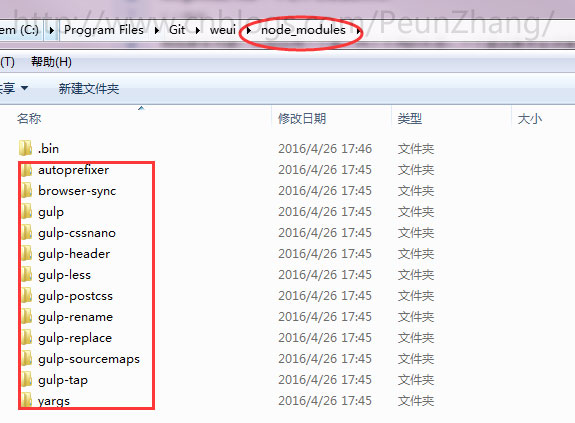 http://www.cnblogs.com/PeunZhang/
em (C:) Program Files Git weui node_modules
(T) 帮助(H)
共享 新建文件夹
名称 修改日期 类型 大小
.bin 2016/4/26 17:46 文件夹
autoprefixer 2016/4/26 17:45 文件夹
browser-sync 2016/4/26 17:45 文件夹
gulp 2016/4/26 17:45 文件夹
gulp-cssnano 2016/4/26 17:45 文件夹
gulp-header 2016/4/26 17:45 文件夹
gulp-less 2016/4/26 17:45 文件夹
gulp-postcss 2016/4/26 17:45 文件夹
gulp-rename 2016/4/26 17:45 文件夹
gulp-replace 2016/4/26 17:45 文件夹
gulp-sourcemaps 2016/4/26 17:45 文件夹
gulp-tap 2016/4/26 17:45 文件夹
yargs 2016/4/26 17:45 文件夹